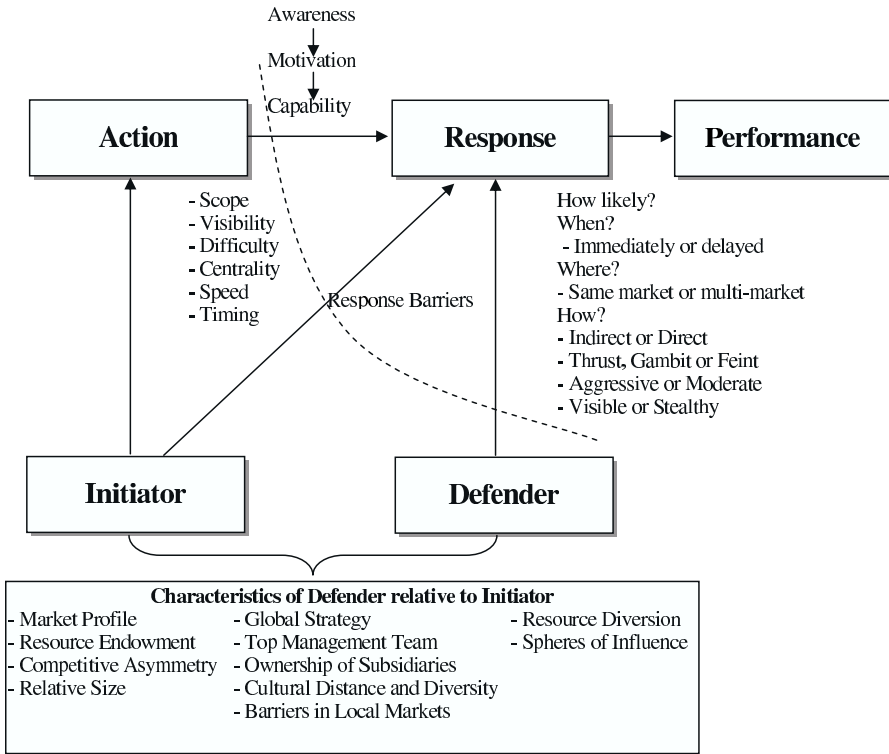 Awareness
Motivation
Capability
Action
Response
Performance
- Scope
- Visibility
- Difficulty
- Centrality
- Speed
- Timing
Response Barriers
How likely?
When?
- Immediately or delayed
Where?
- Same market or multi-market
How?
- Indirect or Direct
- Thrust, Gambit or Feint
- Aggressive or Moderate
- Visible or Stealthy
Initiator
Defender
Characteristics of Defender relative to Initiator
- Market Profile
- Resource Endowment
- Competitive Asymmetry
- Relative Size
- Global Strategy
- Top Management Team
- Ownership of Subsidiaries
- Cultural Distance and Diversity
- Barriers in Local Markets
- Resource Diversion
- Spheres of Influence